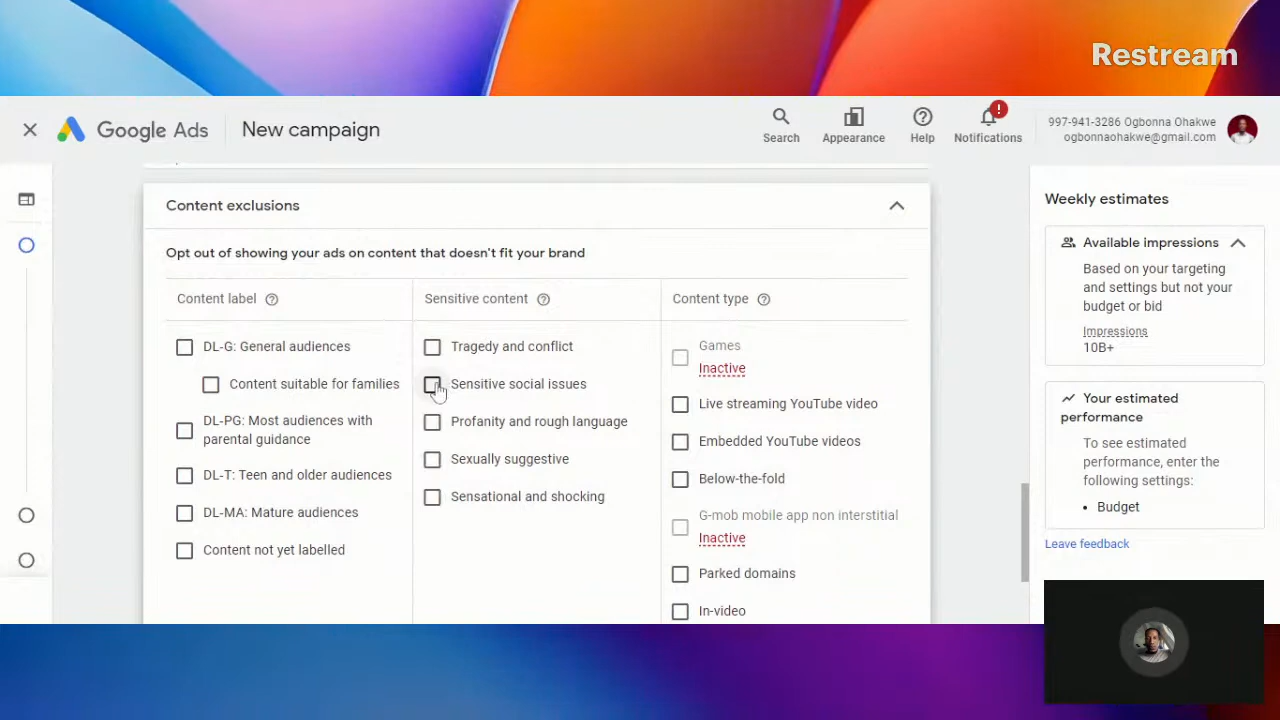 Restream
Google Ads
New campaign
Search
Appearance
Help
!
Notifications
997-941-3286 Ogbonna Ohakwe
ogbonnaohakwe@gmail.com
Content exclusions
Opt out of showing your ads on content that doesn't fit your brand
Content label
Sensitive content
Content type
DL-G: General audiences
Content suitable for families
DL-PG: Most audiences with
parental guidance
DL-T: Teen and older audiences
DL-MA: Mature audiences
Content not yet labelled
Tragedy and conflict
Sensitive social issues
Profanity and rough language
Sexually suggestive
Sensational and shocking
Games
Inactive
Live streaming YouTube video
Embedded YouTube videos
Below-the-fold
G-mob mobile app non interstitial
Inactive
Parked domains
In-video
Weekly estimates
Available impressions
Based on your targeting
and settings but not your
budget or bid
Impressions
10B+
Your estimated
performance
To see estimated
performance, enter the
following settings:
• Budget
Leave feedback